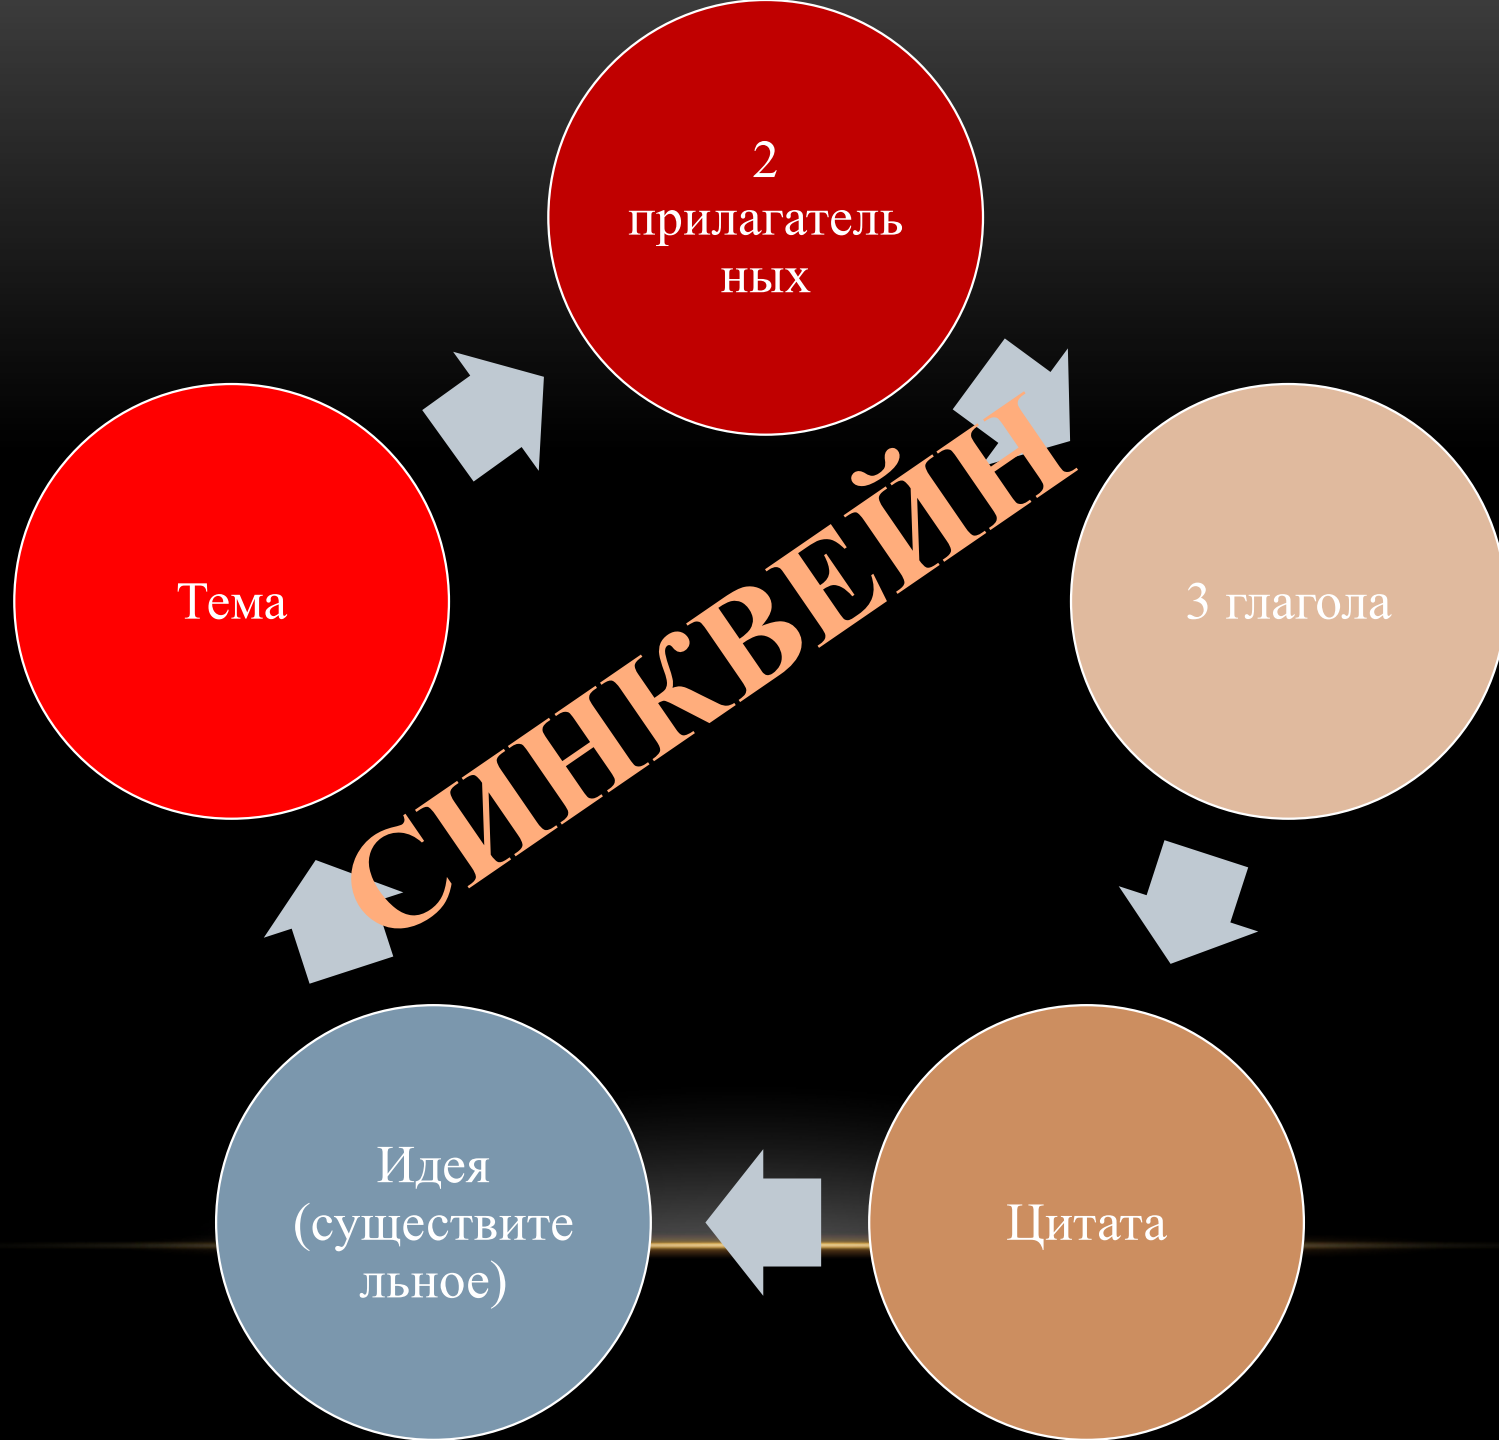 2
прилагатель
ных
Тема
3 глагола
СИНКВЕЙН
Идея
(существите
льное)
Цитата